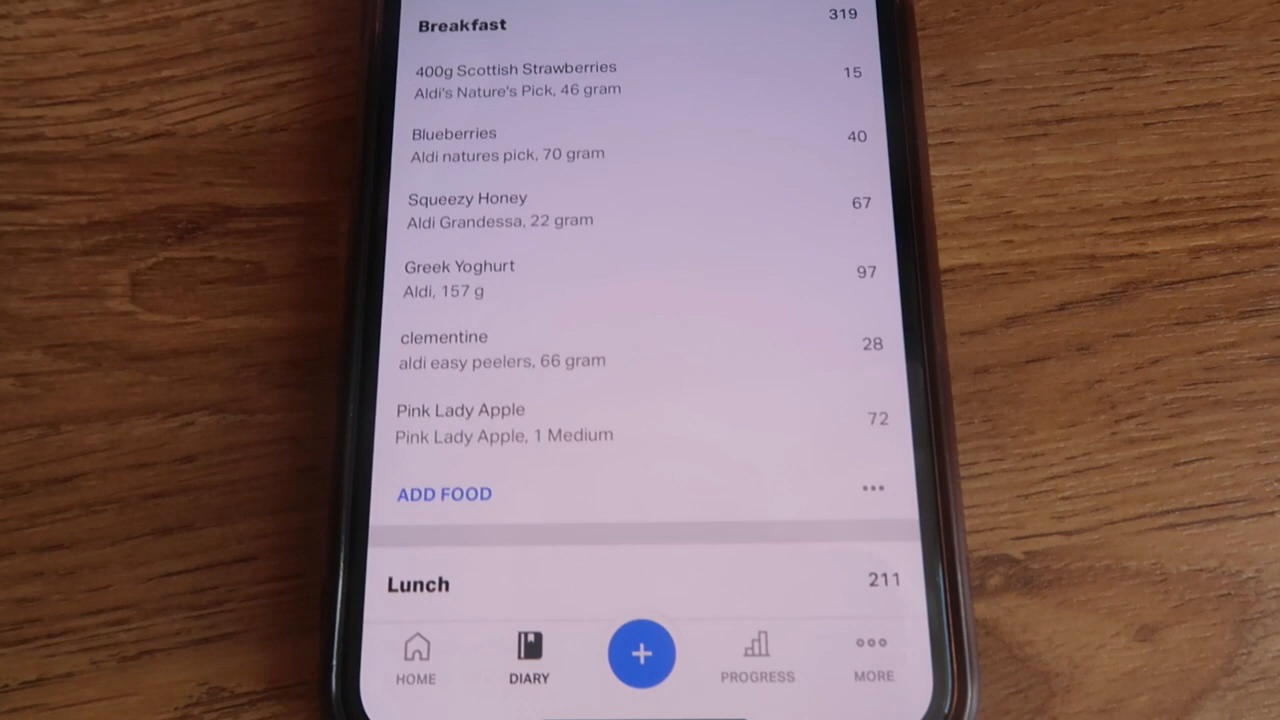 Breakfast 319
400g Scottish Strawberries 15
Aldi's Nature's Pick, 46 gram
Blueberries 40
Aldi natures pick, 70 gram
Squeezy Honey 67
Aldi Grandessa, 22 gram
Greek Yoghurt 97
Aldi, 157 g
clementine 28
aldi easy peelers, 66 gram
Pink Lady Apple 72
Pink Lady Apple, 1 Medium
ADD FOOD
Lunch 211
HOME DIARY PROGRESS MORE